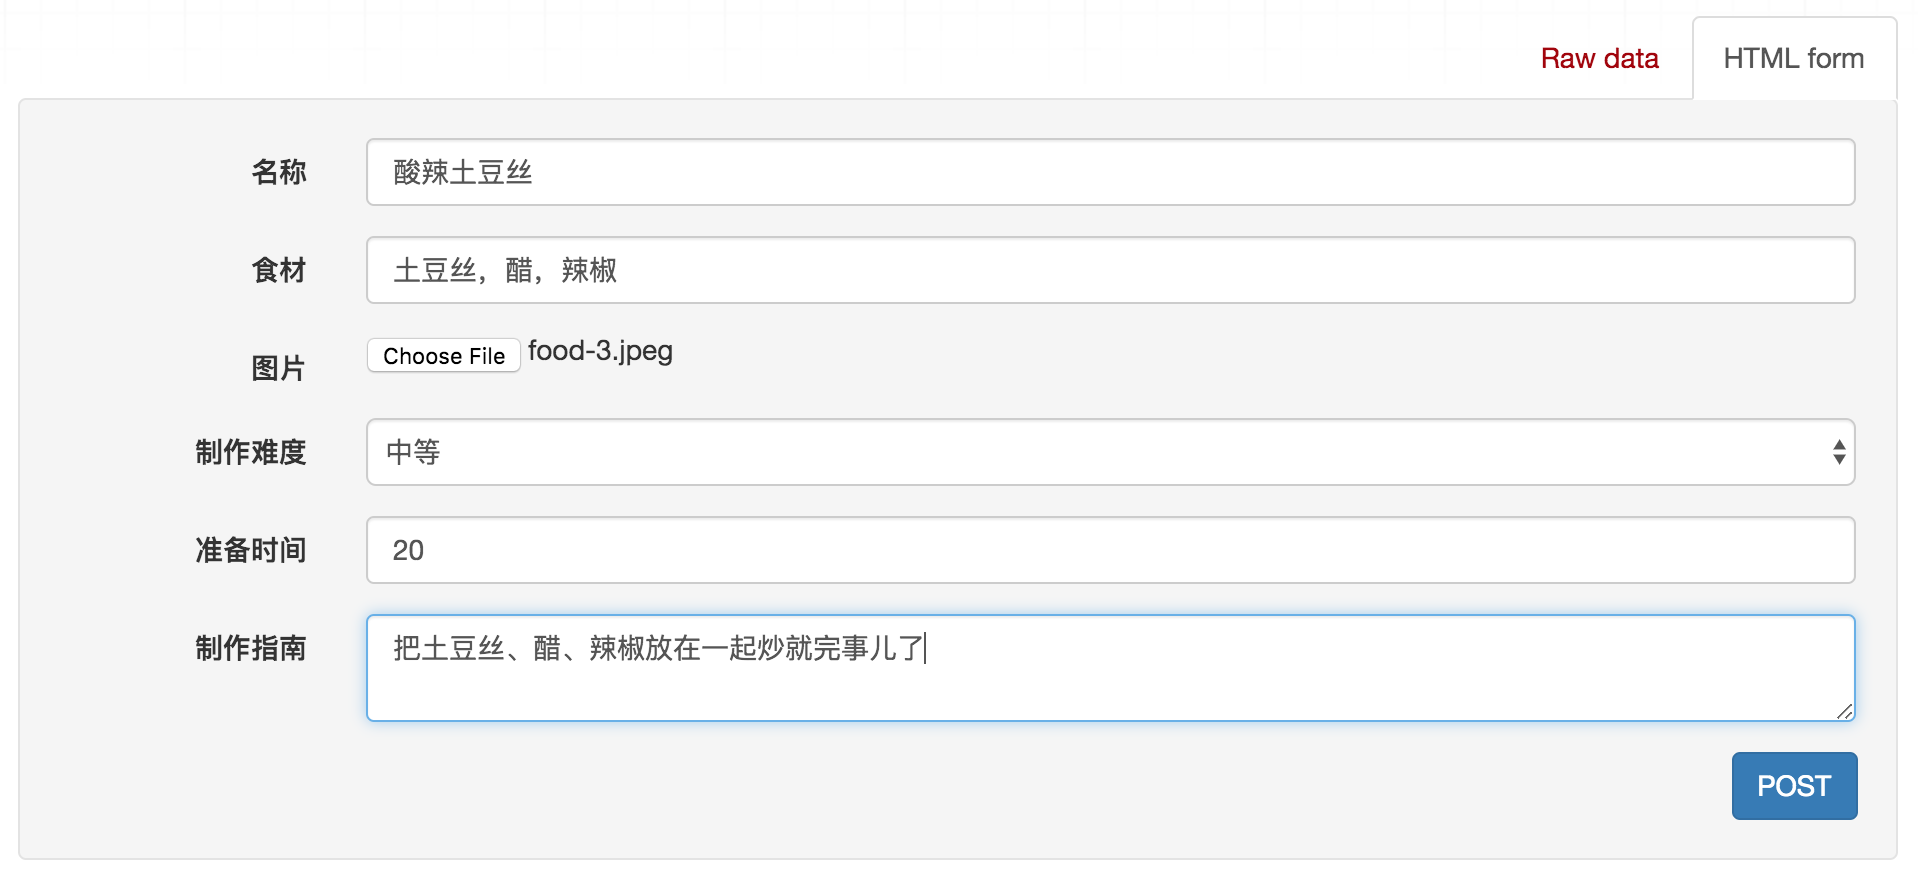 Raw data
HTML form
名称
酸辣土豆丝
食材
土豆丝，醋，辣椒
图片
Choose File food-3.jpeg
制作难度
中等
准备时间
20
制作指南
把土豆丝、醋、辣椒放在一起炒就完事儿了
POST